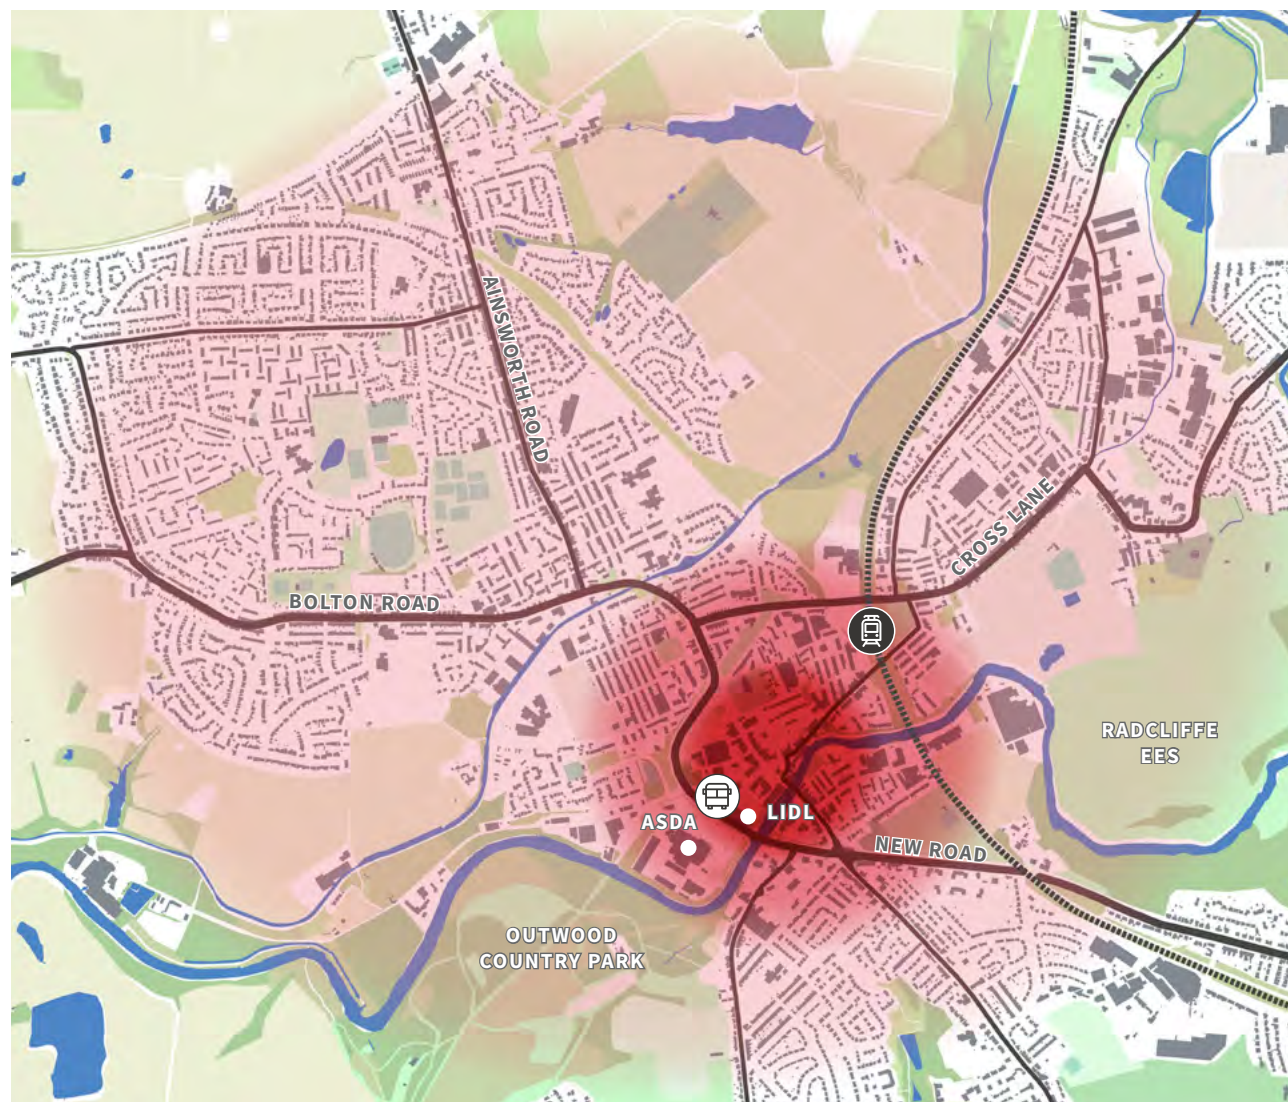 AINSWORTH ROAD
CROSS LANE
BOLTON ROAD
RADCLIFFE
EES
LIDL
ASDA
NEW ROAD
OUTWOOD
COUNTRY PARK